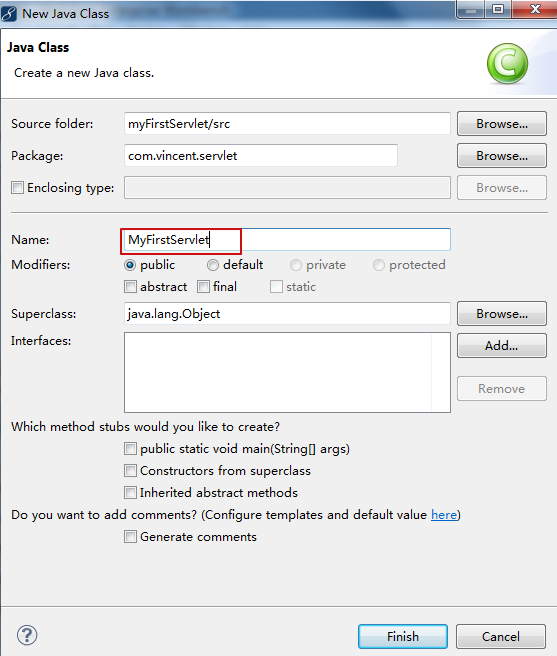 New Java Class
Java Class
Create a new Java class.
Source folder: myFirstServlet/src Browse...
Package: com.vincent.servlet Browse...
Enclosing type: Browse...
Name: MyFirstServlet
Modifiers: public default private protected
abstract final static
Superclass: java.lang.Object Browse...
Interfaces: Add...
Remove
Which method stubs would you like to create?
public static void main(String[] args)
Constructors from superclass
Inherited abstract methods
Do you want to add comments? (Configure templates and default value here)
Generate comments
? Finish Cancel